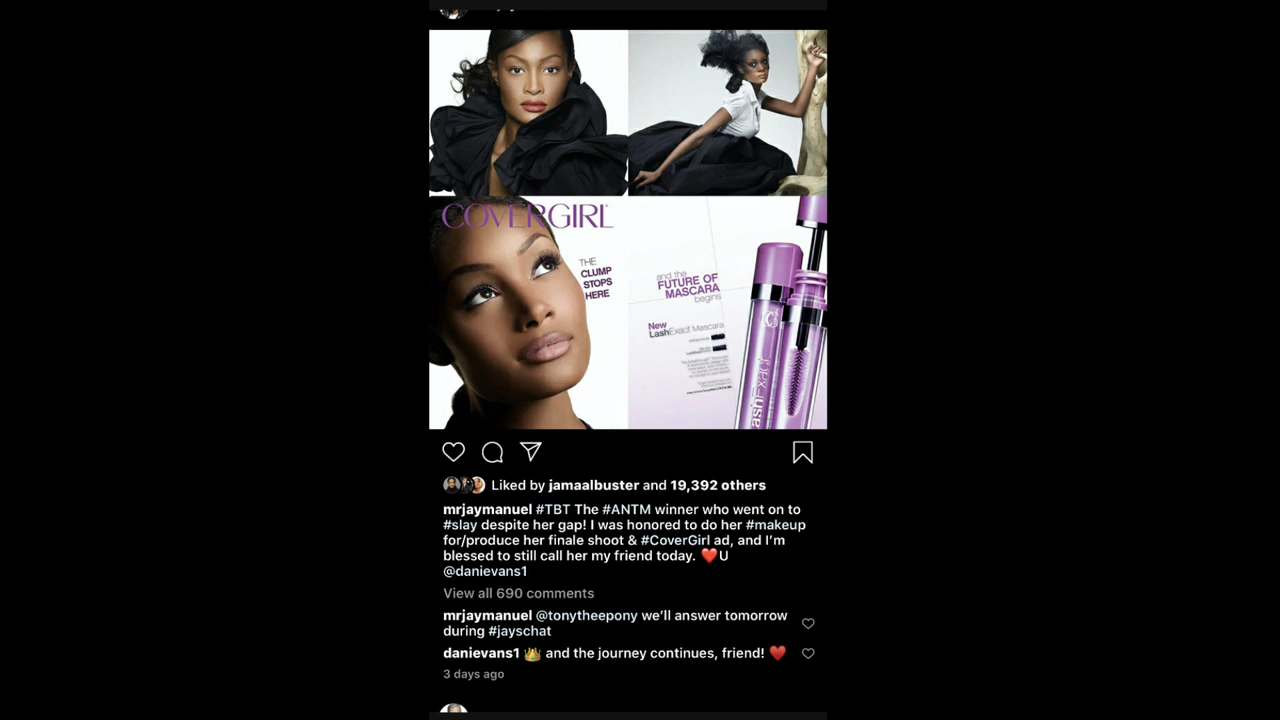 COVERGIRL
THE
CLUMP
STOPS
HERE
and the
FUTURE OF
MASCARA
begins
New
LashExact Mascara
ashExact
Liked by jamaalbuster and 19,392 others
mrjaymanuel #TBT The #ANTM winner who went on to
#slay despite her gap! I was honored to do her #makeup
for/produce her finale shoot & #CoverGirl ad, and I'm
blessed to still call her my friend today. ❤️U
@danievans1
View all 690 comments
mrjaymanuel @tonytheepony we'll answer tomorrow
during #jayschat
danievans1 👑 and the journey continues, friend! ❤️
3 days ago